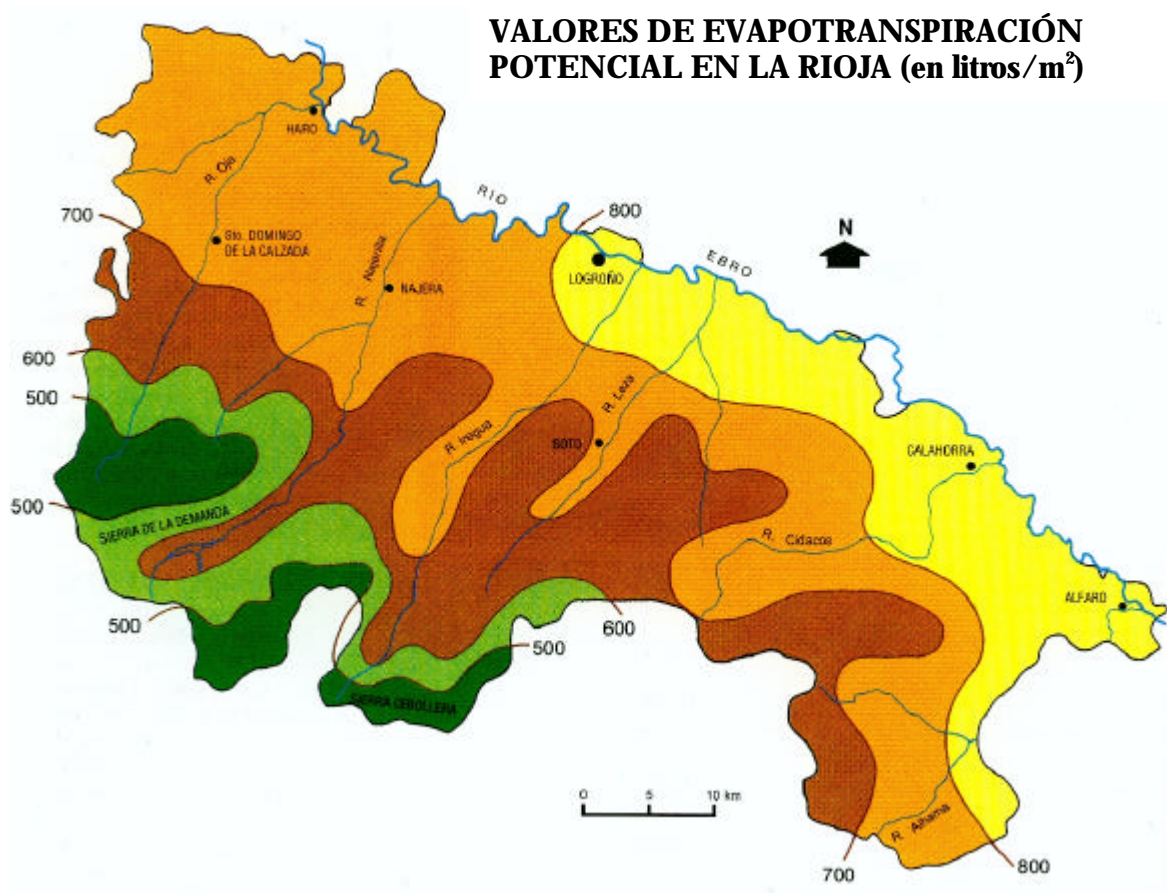 VALORES DE EVAPOTRANSPIRACIÓN
POTENCIAL EN LA RIOJA (en litros/m²)
HARO
R. Oja
RIO
700
800
Sto. DOMINGO
DE LA CALZADA
N
R. Najerilla
EBRO
LOGROÑO
NAJERA
600
500
R. Leza
R. Iregua
SOTO
CALAHORRA
500
SIERRA DE LA DEMANDA
R. Cidacos
ALFARO
500
600
500
SIERRA CEBOLLERA
0 5 10 km
R. Alhama
700
800